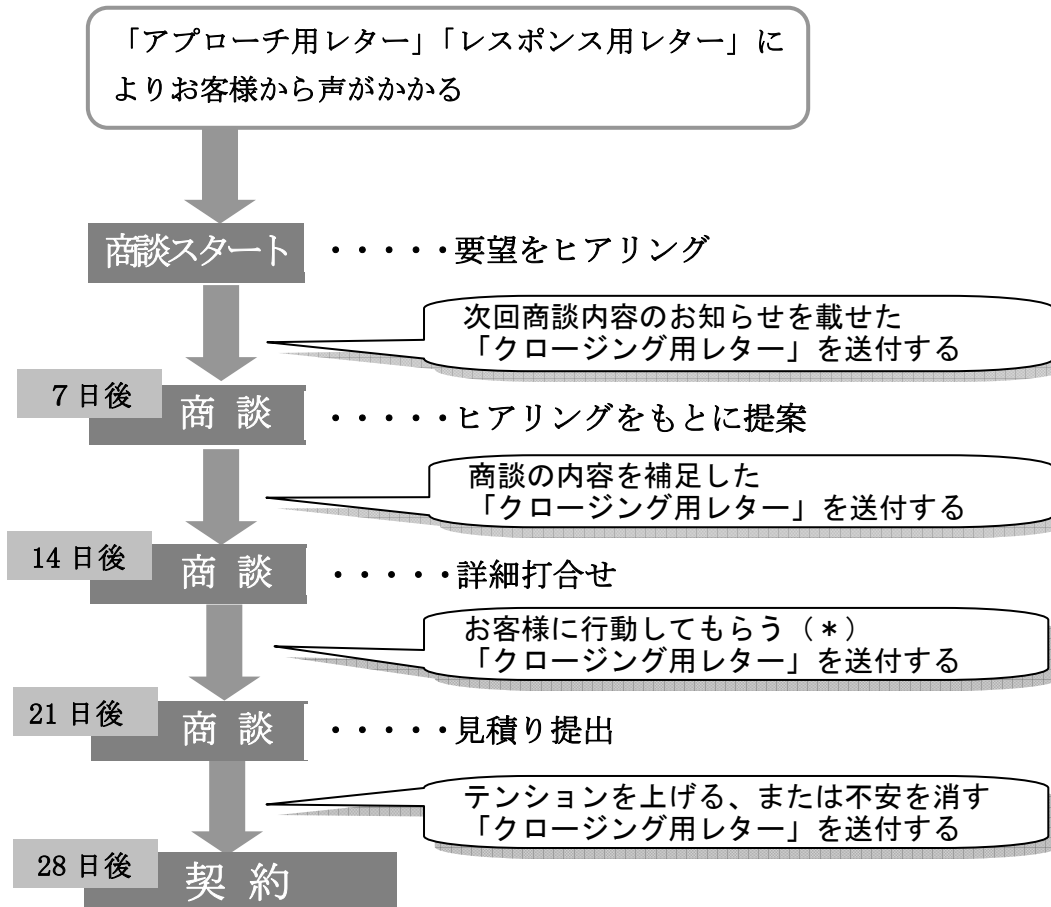 「アプローチ用レター」「レスポンス用レター」に
よりお客様から声がかかる
商談スタート ・・・・・要望をヒアリング
次回商談内容のお知らせを載せた
「クロージング用レター」を送付する
7日後
商談 ・・・・・ヒアリングをもとに提案
商談の内容を補足した
「クロージング用レター」を送付する
14日後
商談 ・・・・・詳細打合せ
お客様に行動してもらう（＊）
「クロージング用レター」を送付する
21日後
商談 ・・・・・見積り提出
テンションを上げる、または不安を消す
「クロージング用レター」を送付する
28日後
契約